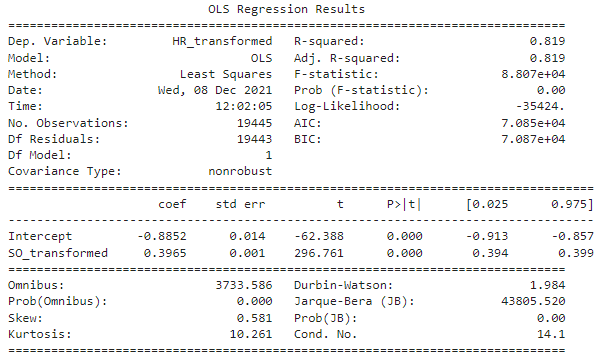 OLS Regression Results
==============================================================================
Dep. Variable: HR_transformed R-squared: 0.819
Model: OLS Adj. R-squared: 0.819
Method: Least Squares F-statistic: 8.807e+04
Date: Wed, 08 Dec 2021 Prob (F-statistic): 0.00
Time: 12:02:05 Log-Likelihood: -35424.
No. Observations: 19445 AIC: 7.085e+04
Df Residuals: 19443 BIC: 7.087e+04
Df Model: 1
Covariance Type: nonrobust
==================================================================================
coef std err t P>|t| [0.025 0.975]
----------------------------------------------------------------------------------
Intercept -0.8852 0.014 -62.388 0.000 -0.913 -0.857
SO_transformed 0.3965 0.001 296.761 0.000 0.394 0.399
==============================================================================
Omnibus: 3733.586 Durbin-Watson: 1.984
Prob(Omnibus): 0.000 Jarque-Bera (JB): 43805.520
Skew: 0.581 Prob(JB): 0.00
Kurtosis: 10.261 Cond. No. 14.1
==============================================================================